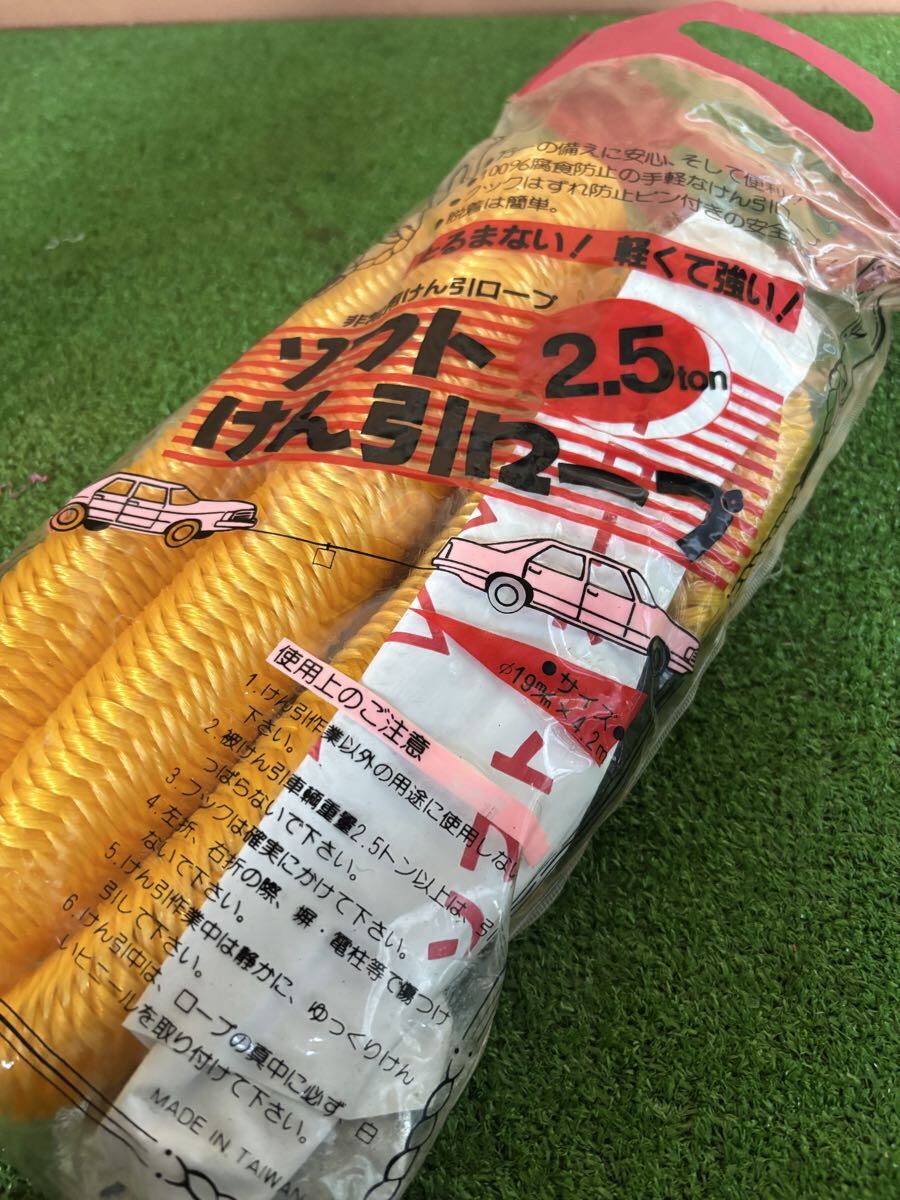 の備えに安心、そして便利
●100%腐食防止の手軽なけん引ロ
●フックはずれ防止ピン付きの安全
●脱着は簡単。
るまない! 軽くて強い!
けん引ロープ
ソフト 2.5ton
けん引ロープ
●サイズ●
φ19m/m×4.2m
使用上のご注意
1.けん引作業以外の用途に使用しない
下さい。
2.被けん引車輌重量2.5トン以上は、引
つぱらないで下さい。
3.フックは確実にかけて下さい。
4.左折、右折の際、塀・電柱等で傷つけ
ないで下さい。
5.けん引作業中は静かに、ゆっくりけん
引して下さい。
6.けん引中は、ロープの真中に必ず、白
いビニールを取り付けて下さい。
MADE IN TAIWAN